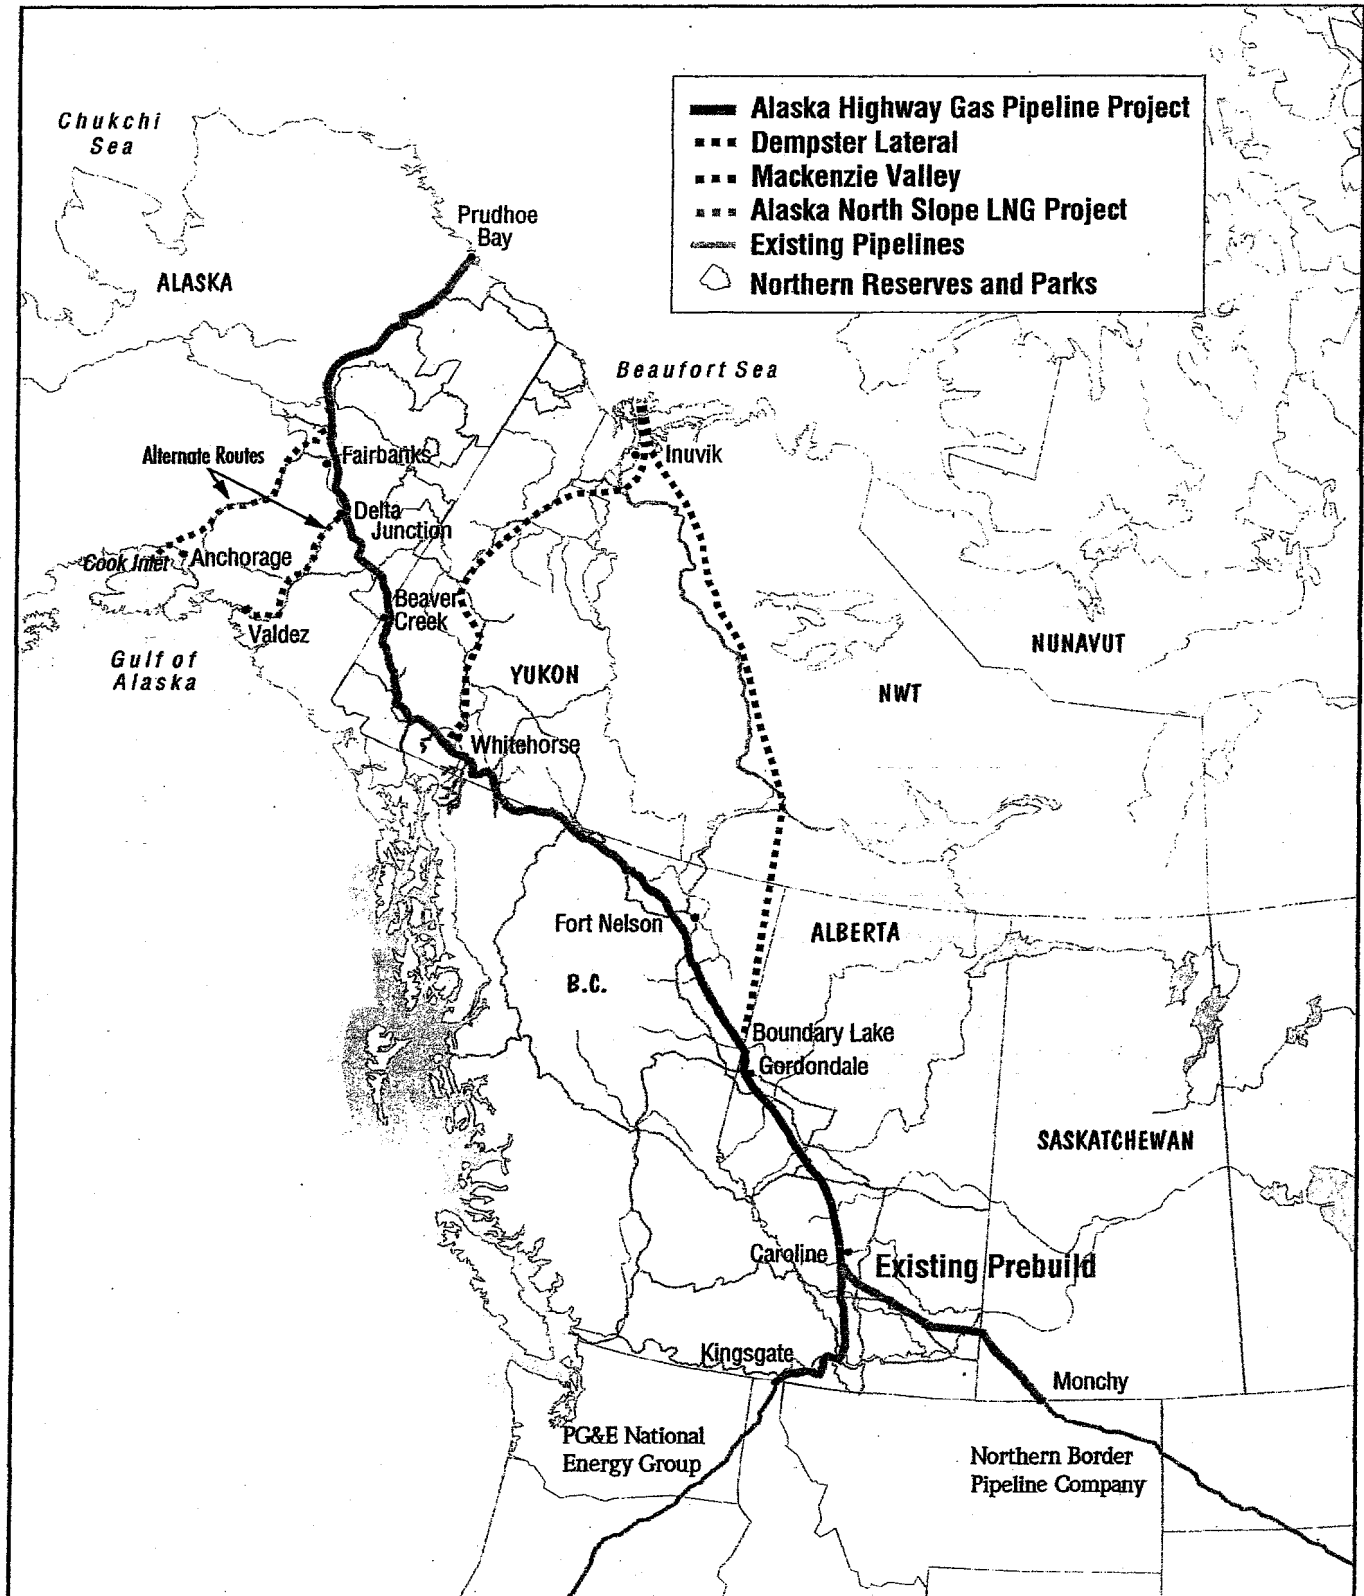 Alaska Highway Gas Pipeline Project
Dempster Lateral
Mackenzie Valley
Alaska North Slope LNG Project
Existing Pipelines
Northern Reserves and Parks
Chukchi
Sea
Prudhoe
Bay
ALASKA
Beaufort Sea
Alternate Routes
Fairbanks
Inuvik
Delta
Junction
Cook Inlet
Anchorage
Beaver
Creek
Valdez
Gulf of
Alaska
YUKON
NUNAVUT
NWT
Whitehorse
Fort Nelson
ALBERTA
B.C.
Boundary Lake
Gordondale
SASKATCHEWAN
Caroline
Existing Prebuild
Kingsgate
Monchy
PG&E National
Energy Group
Northern Border
Pipeline Company